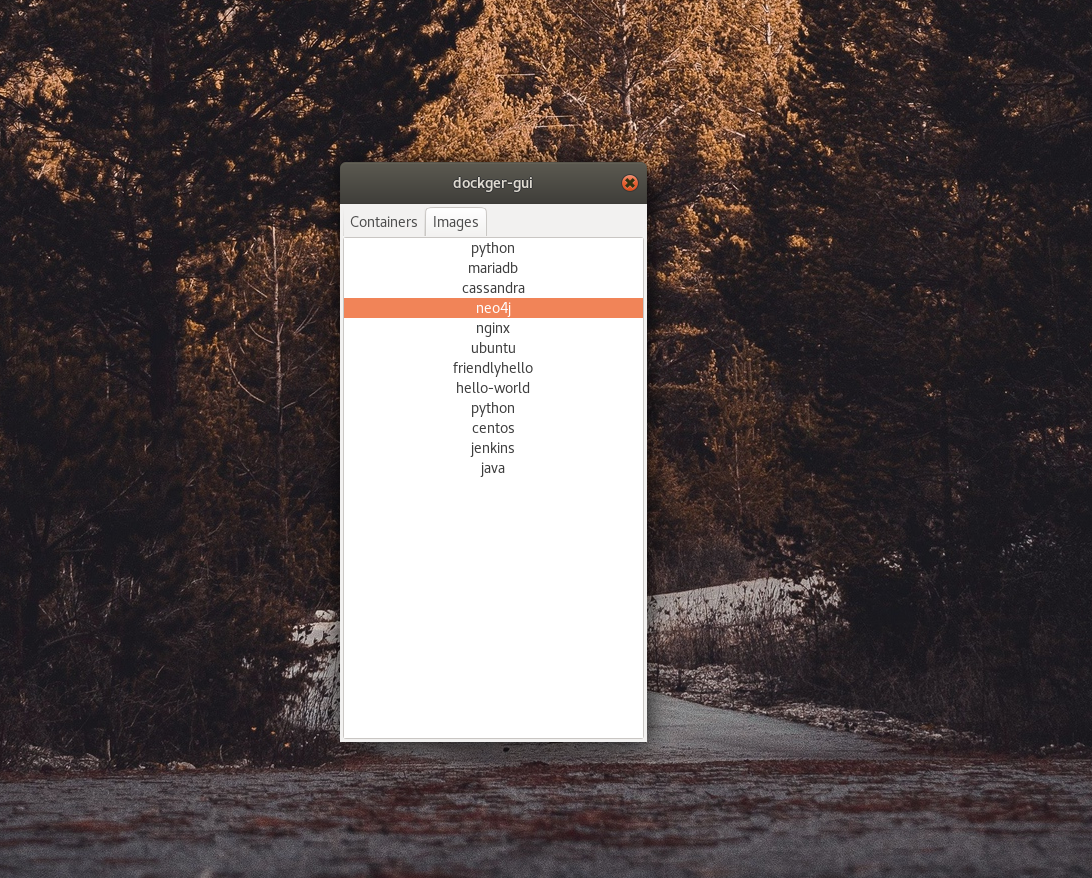 dockger-gui
Containers Images
python
mariadb
cassandra
neo4j
nginx
ubuntu
friendlyhello
hello-world
python
centos
jenkins
java